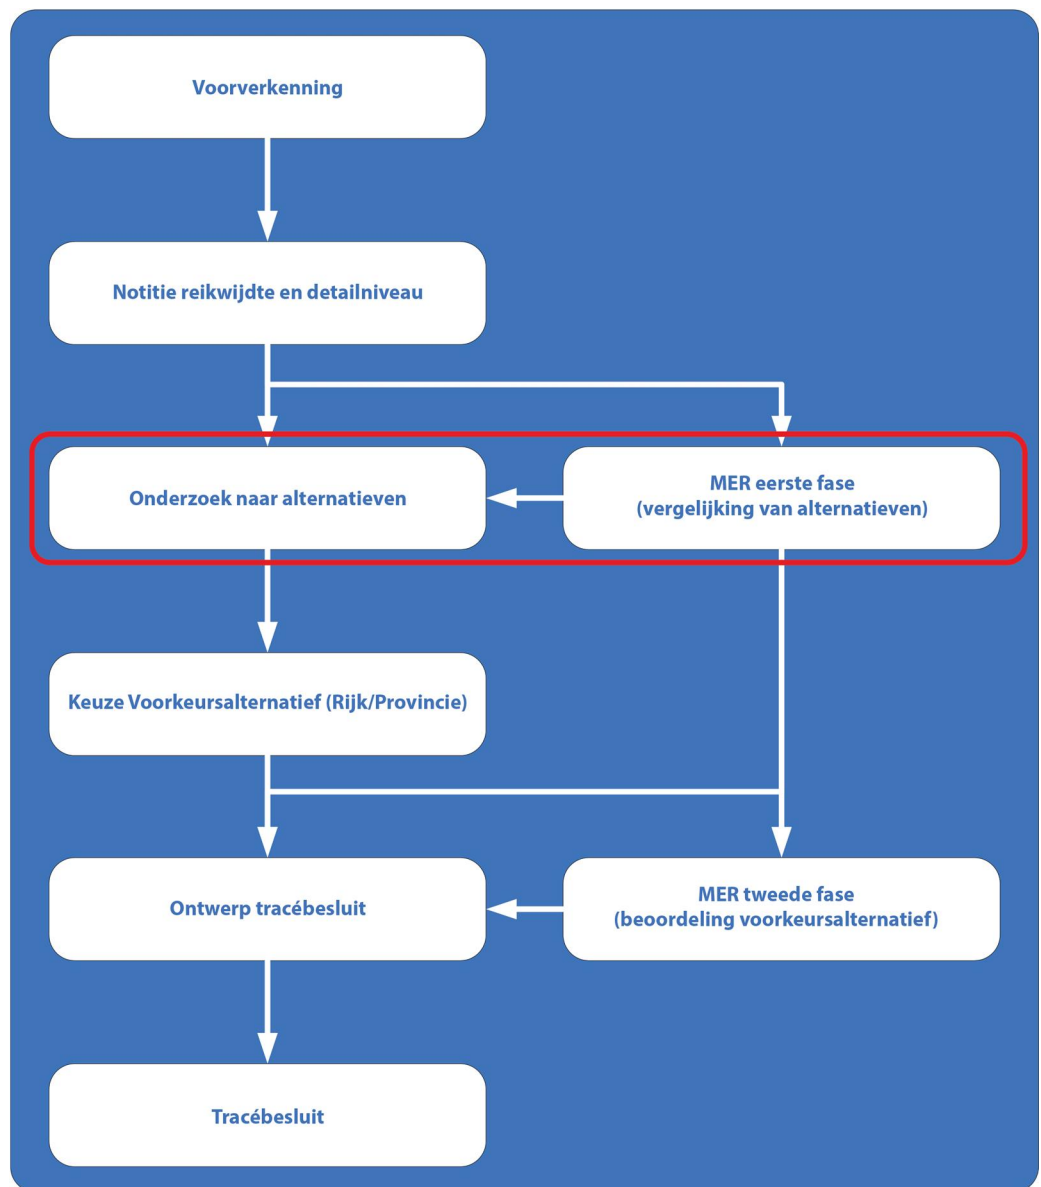 Voorverkenning
Notitie reikwijdte en detailniveau
Onderzoek naar alternatieven
MER eerste fase
(vergelijking van alternatieven)
Keuze Voorkeursalternatief (Rijk/Provincie)
Ontwerp tracébesluit
MER tweede fase
(beoordeling voorkeursalternatief)
Tracébesluit